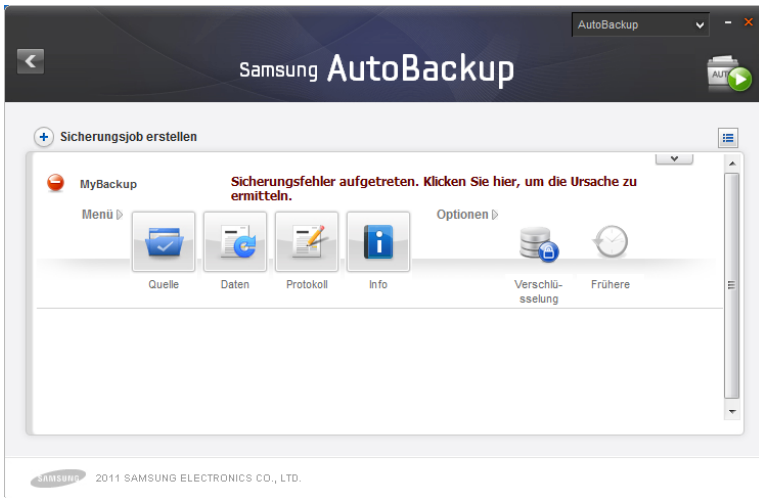 AutoBackup
Samsung AutoBackup
AUTO
Sicherungsjob erstellen
MyBackup
Sicherungsfehler aufgetreten. Klicken Sie hier, um die Ursache zu
ermitteln.
Menü
Optionen
Quelle
Daten
Protokoll
Info
Verschlü-
sselung
Frühere
SAMSUNG
2011 SAMSUNG ELECTRONICS CO., LTD.